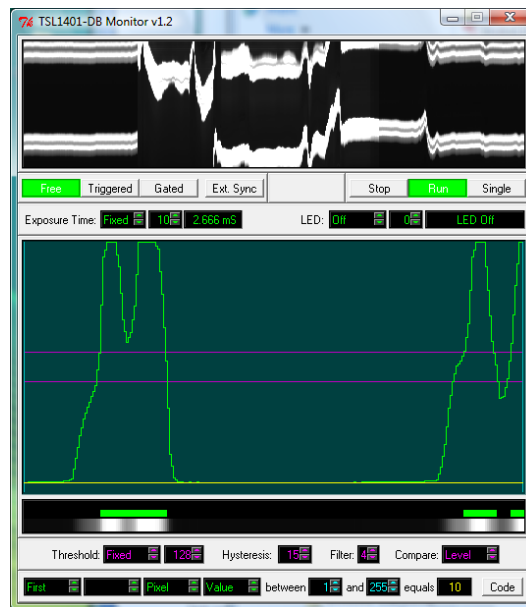 TSL1401-DB Monitor v1.2
Free Triggered Gated Ext. Sync Stop Run Single
Exposure Time: Fixed 10 2.666 mS LED: Off 0 LED Off
Threshold: Fixed 128 Hysteresis: 15 Filter: 4 Compare: Level
First Pixel Value between 1 and 255 equals 10 Code